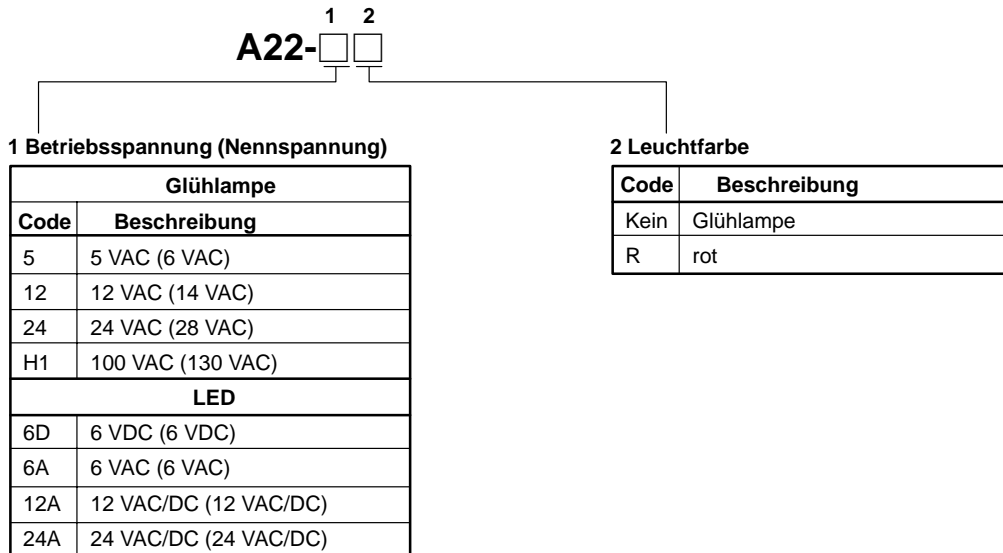 1 2
A22-□□
1 Betriebsspannung (Nennspannung)
Glühlampe
Code Beschreibung
5 5 VAC (6 VAC)
12 12 VAC (14 VAC)
24 24 VAC (28 VAC)
H1 100 VAC (130 VAC)
LED
6D 6 VDC (6 VDC)
6A 6 VAC (6 VAC)
12A 12 VAC/DC (12 VAC/DC)
24A 24 VAC/DC (24 VAC/DC)
2 Leuchtfarbe
Code Beschreibung
Kein Glühlampe
R rot